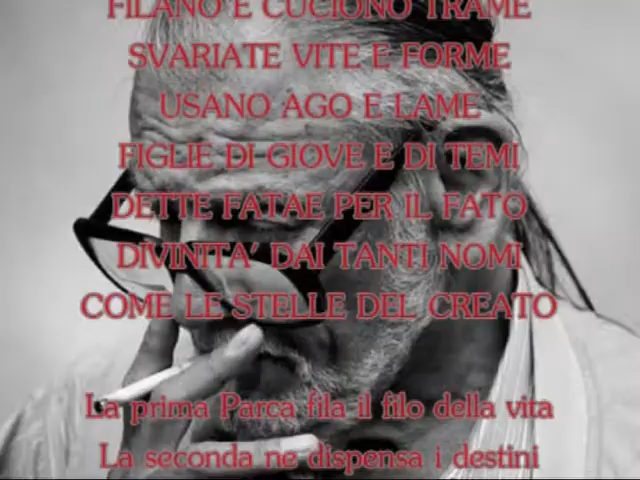 FILANO E CUCIONO TRAME
SVARIATE VITE E FORME
USANO AGO E LAME
FIGLIE DI GIOVE E DI TEMI
DETTE FATAE PER IL FATO
DIVINITA' DAI TANTI NOMI
COME LE STELLE DEL CREATO
La prima Parca fila il filo della vita
La seconda ne dispensa i destini